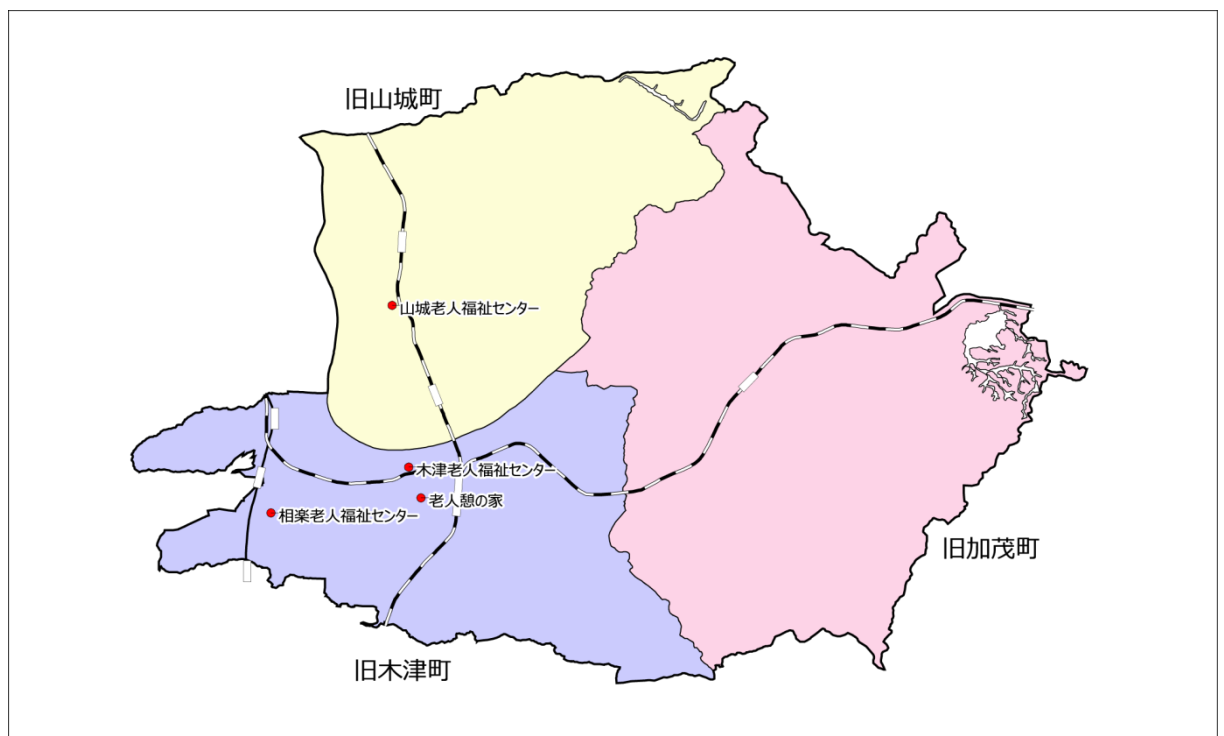 旧山城町
山城老人福祉センター
木津老人福祉センター
老人憩の家
相楽老人福祉センター
旧加茂町
旧木津町